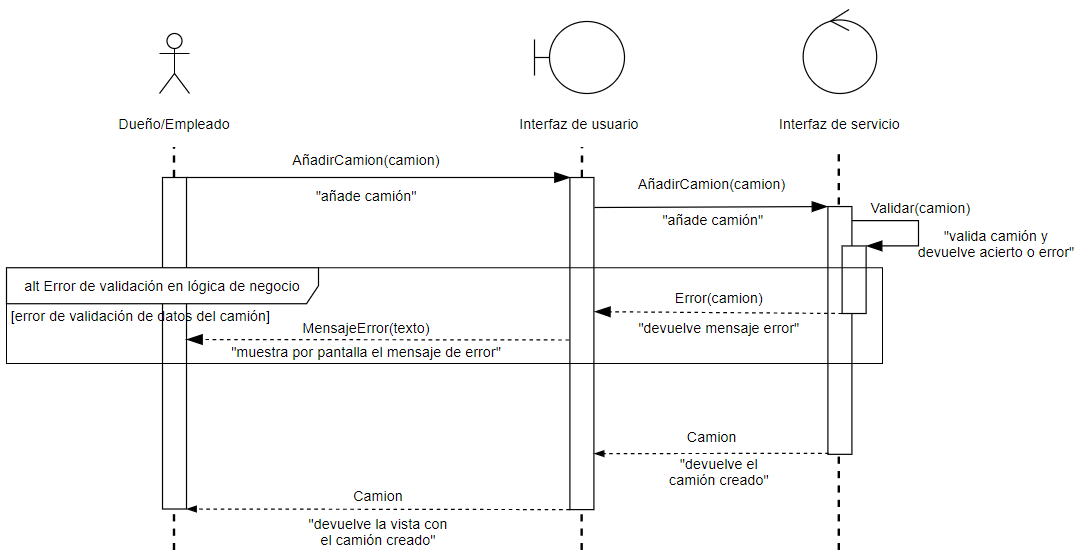 Dueño/Empleado
Interfaz de usuario
Interfaz de servicio
AñadirCamion(camion)
"añade camión"
AñadirCamion(camion)
"añade camión"
Validar(camion)
"valida camión y
devuelve acierto o error"
alt Error de validación en lógica de negocio
[error de validación de datos del camión]
Error(camion)
"devuelve mensaje error"
MensajeError(texto)
"muestra por pantalla el mensaje de error"
Camion
"devuelve el
camión creado"
Camion
"devuelve la vista con
el camión creado"